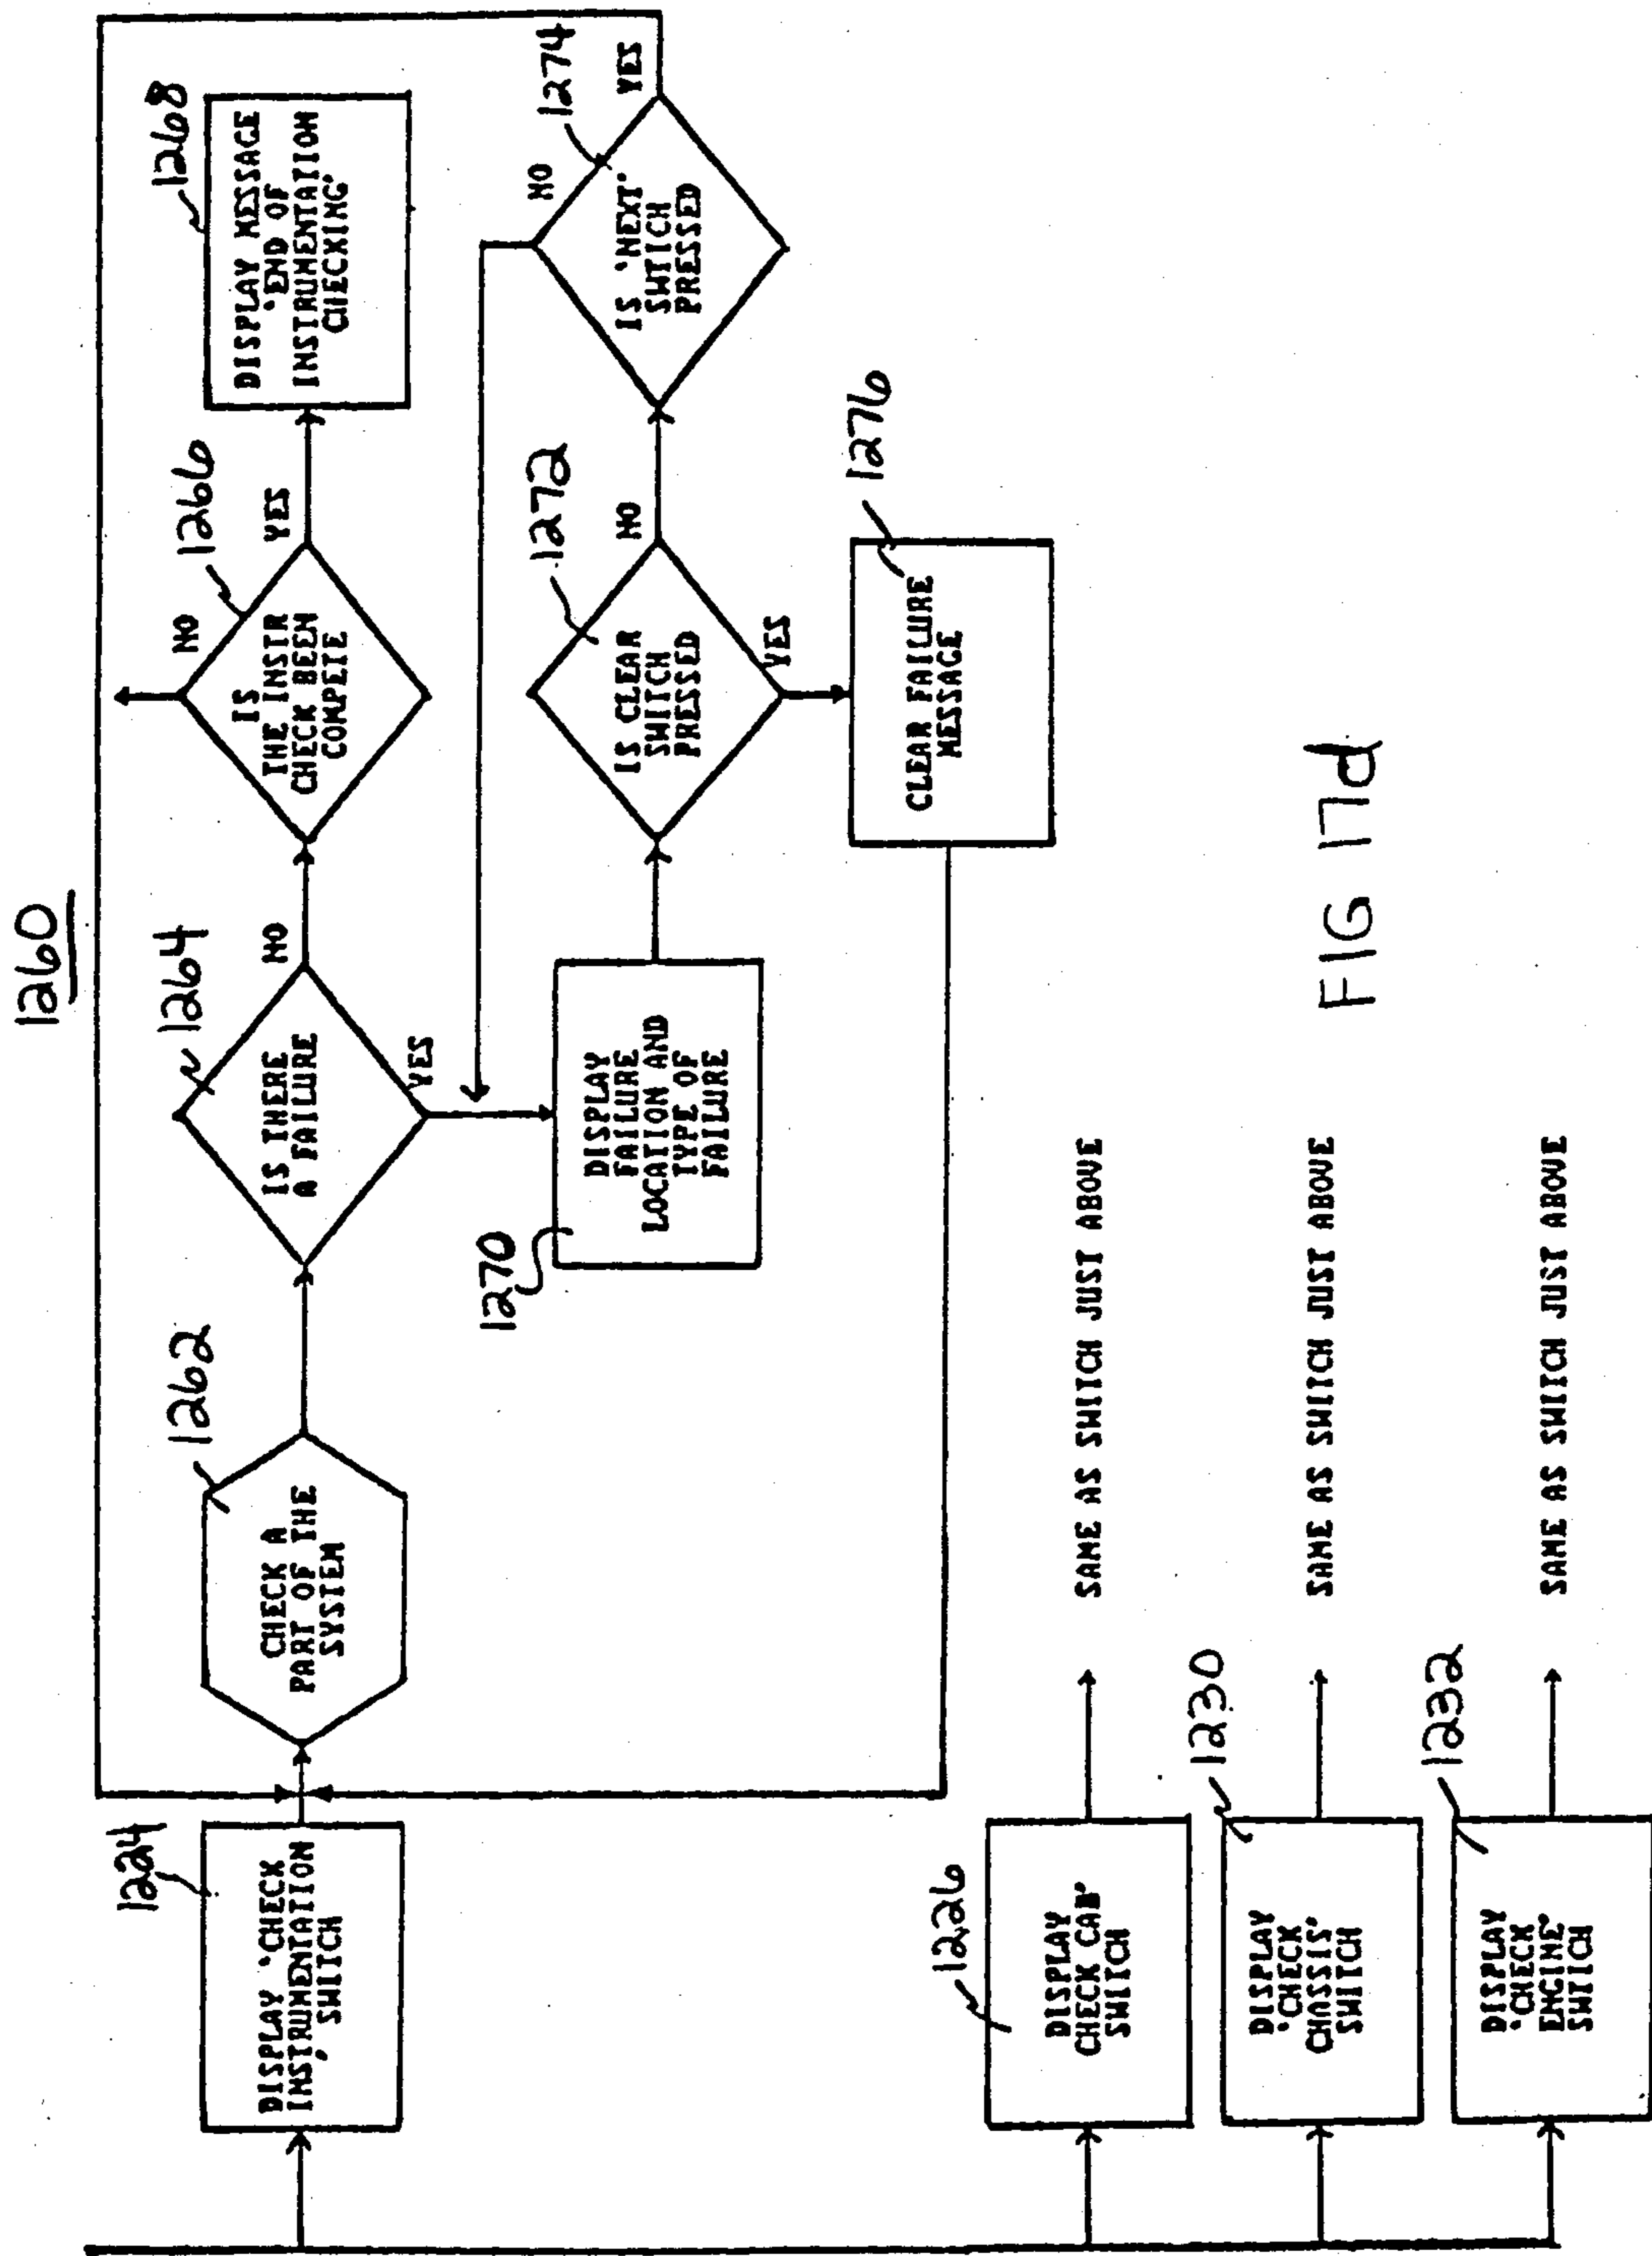 1260
1224
DISPLAY 'CHECK
INSTRUMENTATION
' SWITCH
1262
CHECK A
PART OF THE
SYSTEM
1264
IS THERE
A FAILURE
NO
YES
1266
IS
THE INSTR
CHECK BEEN
COMPETE
NO
YES
1268
DISPLAY MESSAGE
'END OF
INSTRUMENTATION
CHECKING'
1270
DISPLAY
FAILURE
LOCATION AND
TYPE OF
FAILURE
1272
IS CLEAR
SWITCH
PRESSED
NO
YES
1274
IS 'NEXT'
SWTICH
PRESSED
NO
YES
1276
CLEAR FAILURE
MESSAGE
1226
DISPLAY
CHECK CAB'
SWITCH
SAME AS SWITCH JUST ABOVE
1230
DISPLAY
'CHECK
CHASSIS'
SWITCH
SAME AS SWITCH JUST ABOVE
1232
DISPLAY
'CHECK
ENGINE'
SWITCH
SAME AS SWITCH JUST ABOVE
FIG 17d